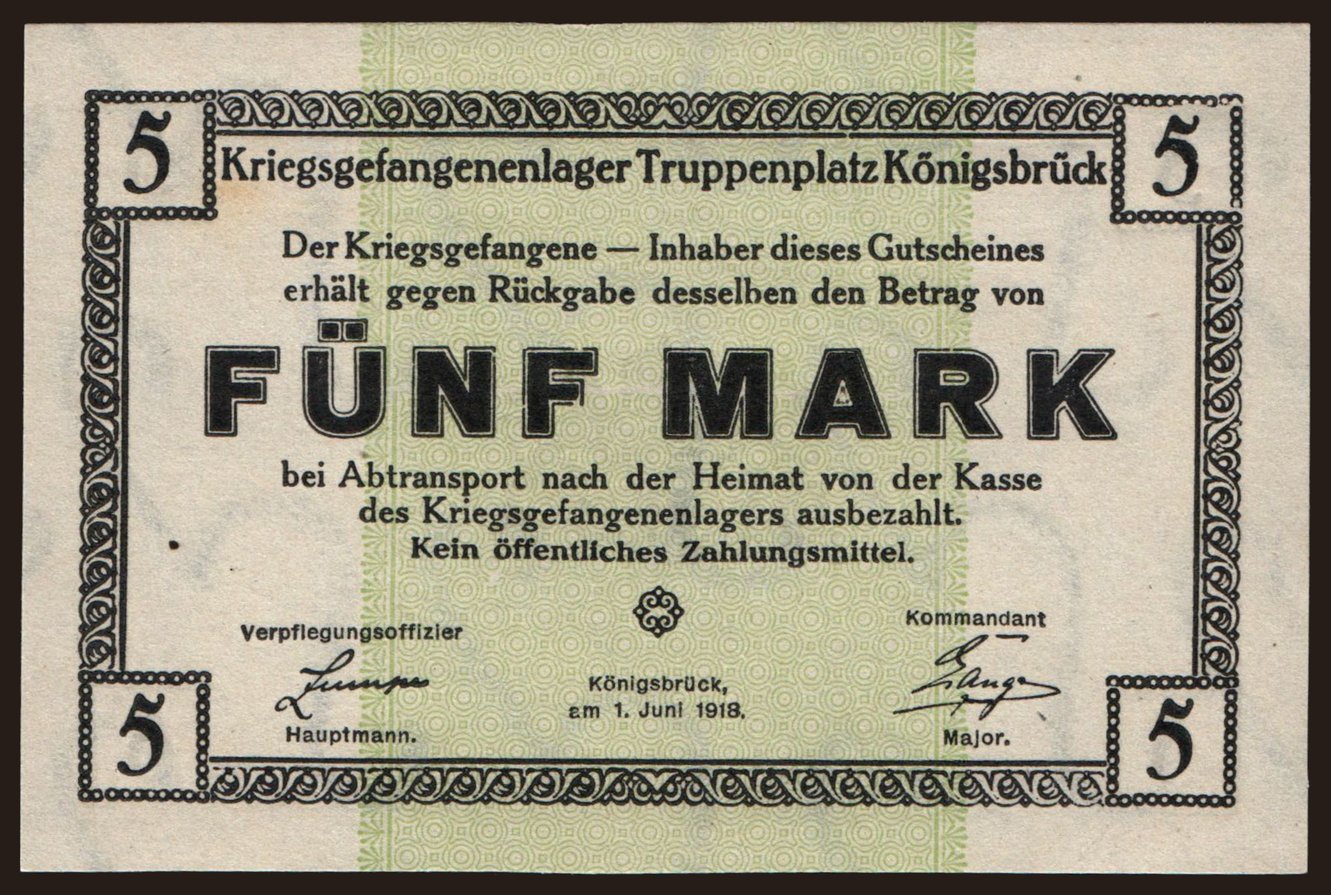 5
5
Kriegsgefangenenlager Truppenplatz Königsbrück
Der Kriegsgefangene — Inhaber dieses Gutscheines
erhält gegen Rückgabe desselben den Betrag von
FÜNF MARK
bei Abtransport nach der Heimat von der Kasse
des Kriegsgefangenenlagers ausbezahlt.
Kein öffentliches Zahlungsmittel.
Verpflegungsoffizier
Kommandant
Königsbrück,
am 1. Juni 1918.
Hauptmann.
Major.
5
5